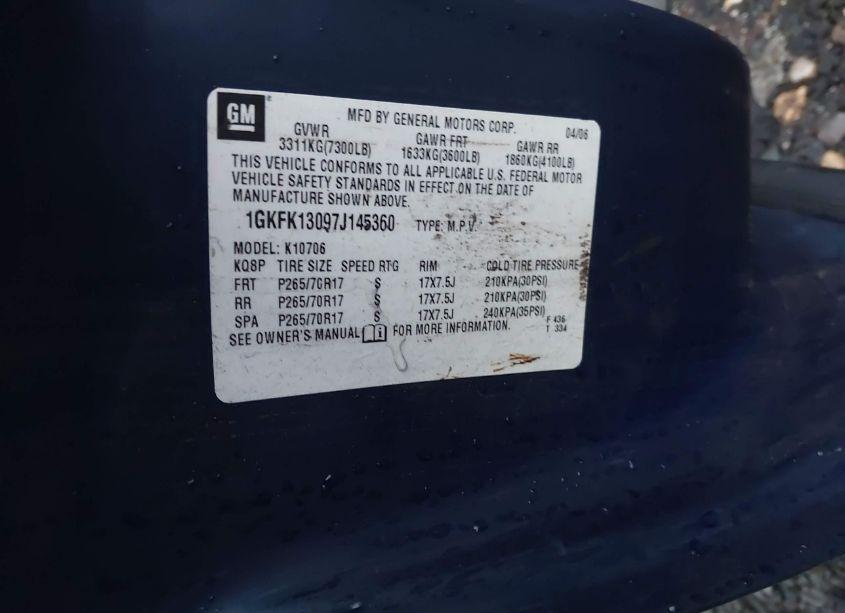 GM
MFD BY GENERAL MOTORS CORP. 04/06
GVWR GAWR FRT GAWR RR
3311KG(7300LB) 1633KG(3600LB) 1860KG(4100LB)
THIS VEHICLE CONFORMS TO ALL APPLICABLE U.S. FEDERAL MOTOR
VEHICLE SAFETY STANDARDS IN EFFECT ON THE DATE OF
MANUFACTURE SHOWN ABOVE.
1GKFK13097J145360 TYPE: M.P.V.
MODEL: K10706
KQ8P TIRE SIZE SPEED RTG RIM COLD TIRE PRESSURE
FRT P265/70R17 S 17X7.5J 210KPA(30PSI)
RR P265/70R17 S 17X7.5J 210KPA(30PSI)
SPA P265/70R17 S 17X7.5J 240KPA(35PSI)
SEE OWNER'S MANUAL i FOR MORE INFORMATION.
F 436
T 334